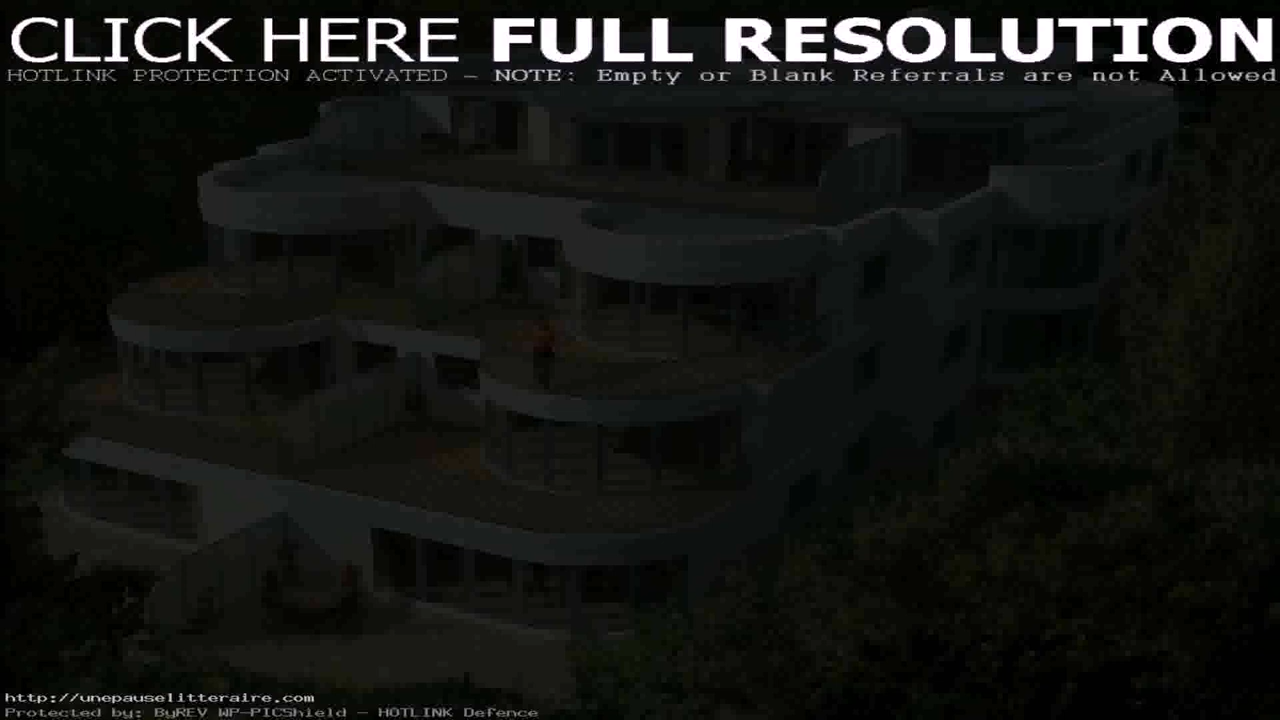 CLICK HERE FULL RESOLUTION
HOTLINK PROTECTION ACTIVATED - NOTE: Empty or Blank Referrals are not Allowed
http://unepauselitteraire.com
Protected by: ByREV WP-PICShield - HOTLINK Defence